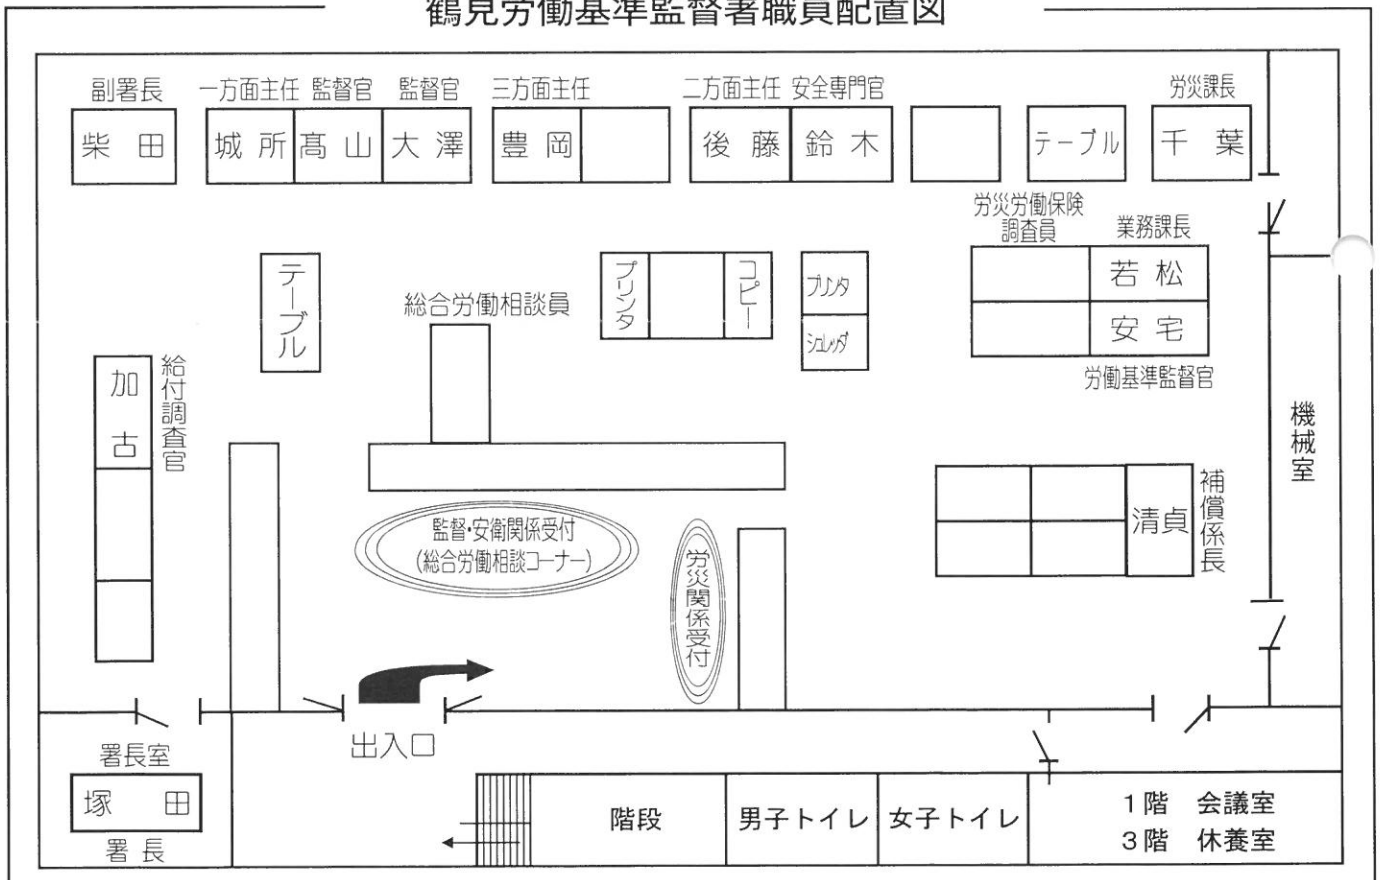 鶴見労働基準監督署職員配置図
副署長
柴田
一方面主任 監督官 監督官
城所 髙山 大澤
三方面主任
豊岡
二方面主任 安全専門官
後藤 鈴木
テーブル
労災課長
千葉
労災労働保険
調査員
業務課長
若松
安宅
労働基準監督官
テーブル
総合労働相談員
プリンタ
コピー
プリンタ
シュレッダ
加古
給付調査官
機械室
清貞
補償係長
監督・安衛関係受付
(総合労働相談コーナー)
労災関係受付
出入口
署長室
塚田
署長
階段
男子トイレ
女子トイレ
1階 会議室
3階 休養室